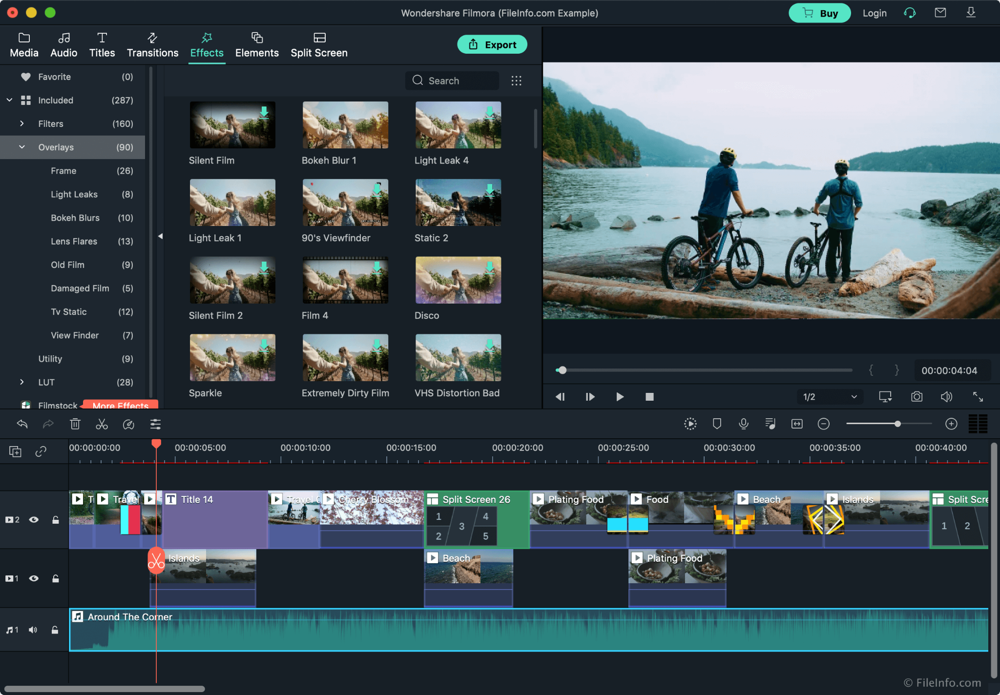 Wondershare Filmora (FileInfo.com Example)
Buy
Login
Media
Audio
Titles
Transitions
Effects
Elements
Split Screen
Export
Favorite (0)
Included (287)
Filters (160)
Overlays (90)
Frame (26)
Light Leaks (8)
Bokeh Blurs (10)
Lens Flares (13)
Old Film (9)
Damaged Film (5)
Tv Static (12)
View Finder (7)
Utility (9)
LUT (28)
Filmstock
More Effects
Search
Silent Film
Bokeh Blur 1
Light Leak 4
Light Leak 1
90's Viewfinder
Static 2
Silent Film 2
Film 4
Disco
Sparkle
Extremely Dirty Film
VHS Distortion Bad
{ }
00:00:04:04
1/2
00:00:00:00
00:00:05:00
00:00:10:00
00:00:15:00
00:00:20:00
00:00:25:00
00:00:30:00
00:00:35:00
00:00:40:00
2
Travel
T Title 14
Travel
Cherry Blossom
Split Screen 26
1 2 3 4 5
Plating Food
Food
Beach
Islands
Split Scre
1 2
1
Islands
Beach
Plating Food
1
Around The Corner
© FileInfo.com